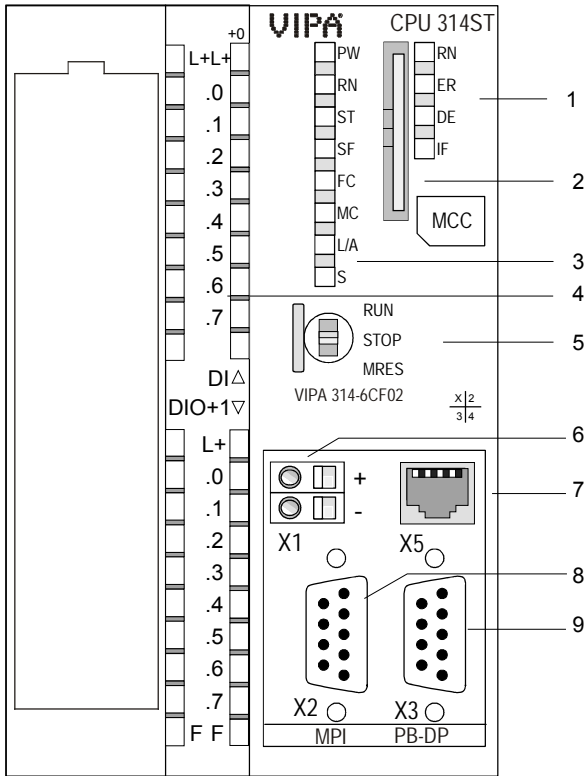 VIPA CPU 314ST
+0
L+L+
.0
.1
.2
.3
.4
.5
.6
.7
DI△
DIO+1▽
L+
.0
.1
.2
.3
.4
.5
.6
.7
F F
PW
RN
ST
SF
FC
MC
L/A
S
RN
ER
DE
IF
MCC
RUN
STOP
MRES
VIPA 314-6CF02
X 2
3 4
+
-
X1 X5
X2 X3
MPI PB-DP
1
2
3
4
5
6
7
8
9